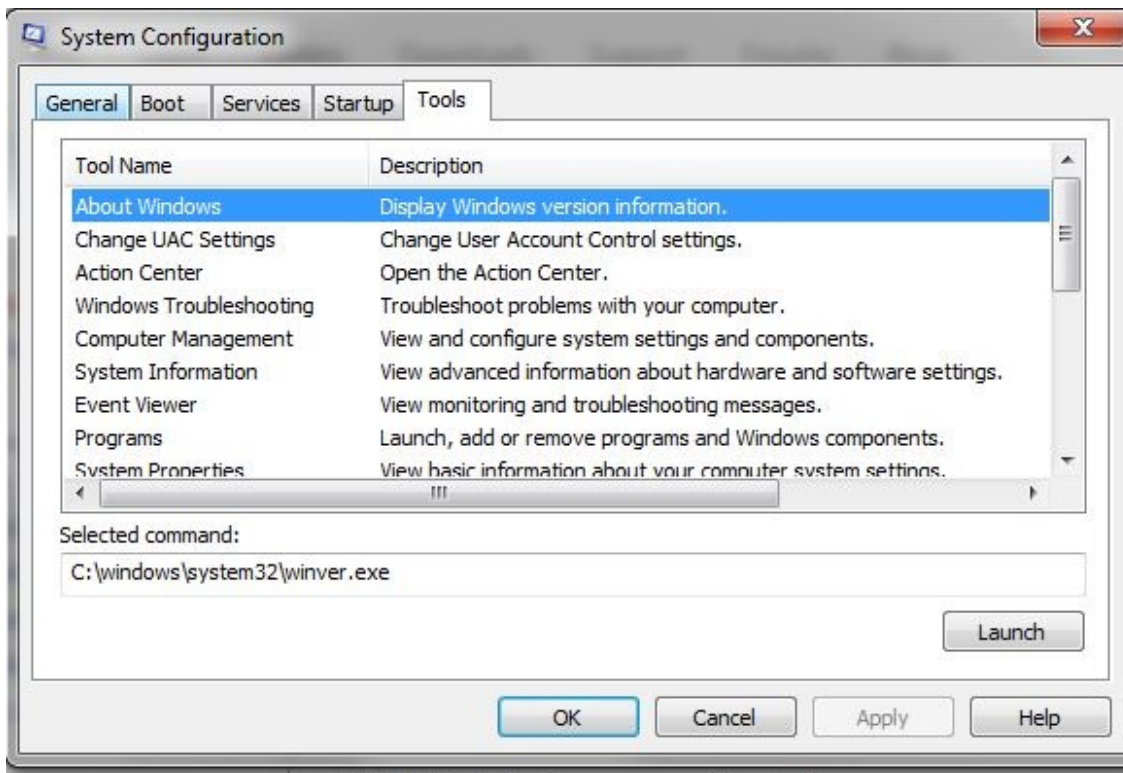 System Configuration
General Boot Services Startup Tools
Tool Name Description
About Windows Display Windows version information.
Change UAC Settings Change User Account Control settings.
Action Center Open the Action Center.
Windows Troubleshooting Troubleshoot problems with your computer.
Computer Management View and configure system settings and components.
System Information View advanced information about hardware and software settings.
Event Viewer View monitoring and troubleshooting messages.
Programs Launch, add or remove programs and Windows components.
System Properties View basic information about your computer system settings.
Selected command:
C:\windows\system32\winver.exe
Launch
OK Cancel Apply Help